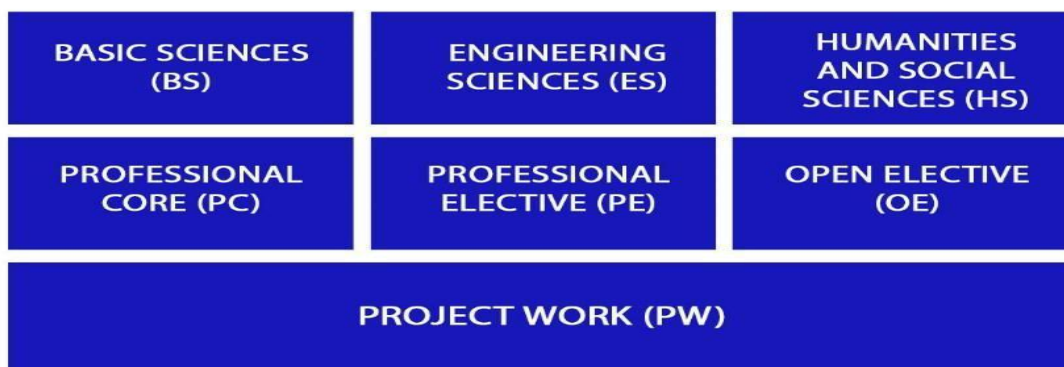 BASIC SCIENCES
(BS)
ENGINEERING
SCIENCES (ES)
HUMANITIES
AND SOCIAL
SCIENCES (HS)
PROFESSIONAL
CORE (PC)
PROFESSIONAL
ELECTIVE (PE)
OPEN ELECTIVE
(OE)
PROJECT WORK (PW)